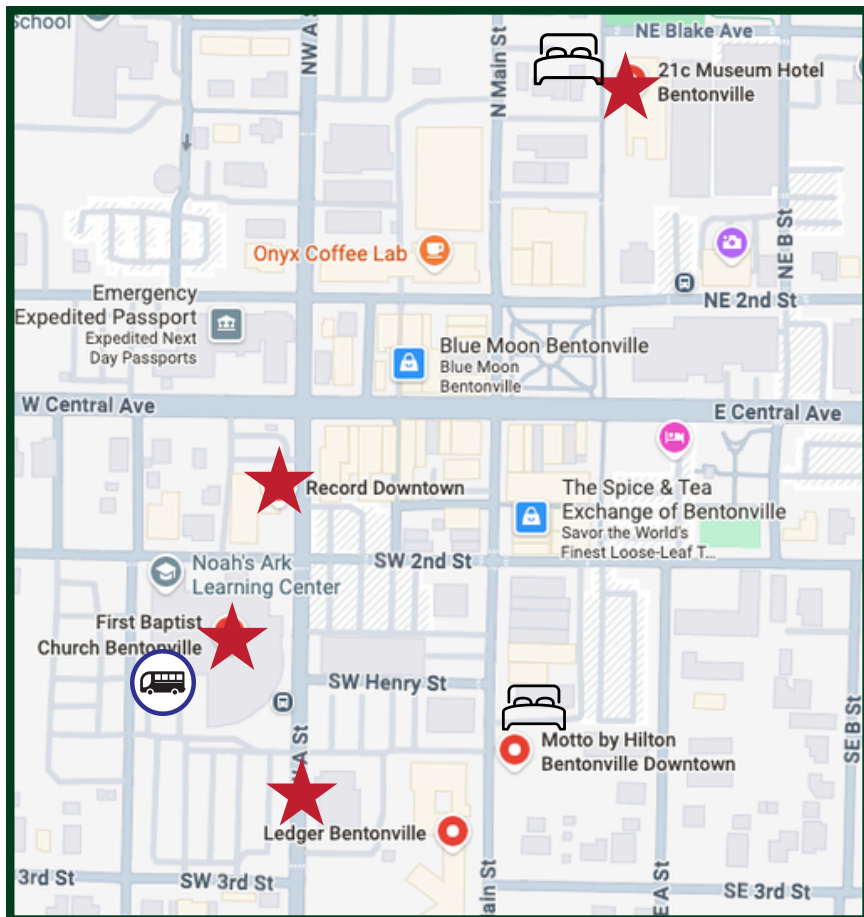 School
NW A S
N Main St
NE Blake Ave
21c Museum Hotel
Bentonville
Onyx Coffee Lab
NE B St
Emergency
Expedited Passport
Expedited Next
Day Passports
NE 2nd St
Blue Moon Bentonville
Blue Moon
Bentonville
W Central Ave
E Central Ave
Record Downtown
The Spice & Tea
Exchange of Bentonville
Savor the World's
Finest Loose-Leaf T...
Noah's Ark
Learning Center
SW 2nd St
First Baptist
Church Bentonville
SW Henry St
A St
Motto by Hilton
Bentonville Downtown
SE B St
Ledger Bentonville
3rd St
SW 3rd St
ain St
E A St
SE 3rd St